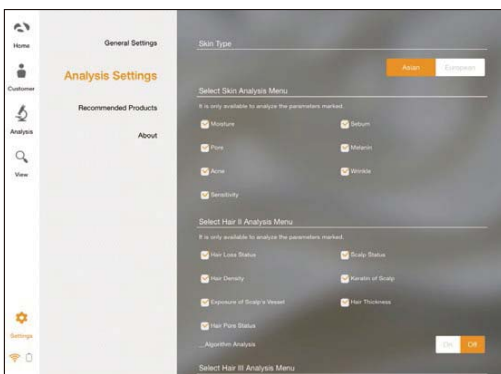 Home
Customer
Analysis
View
Settings
General Settings
Analysis Settings
Recommended Products
About
Skin Type
Asian European
Select Skin Analysis Menu
It is only available to analyze the parameters marked.
Moisture Sebum
Pore Melanin
Acne Wrinkle
Sensitivity
Select Hair II Analysis Menu
It is only available to analyze the parameters marked.
Hair Loss Status Scalp Status
Hair Density Keratin of Scalp
Exposure of Scalp's Vessel Hair Thickness
Hair Pore Status
_Algorithm Analysis On Off
Select Hair III Analysis Menu